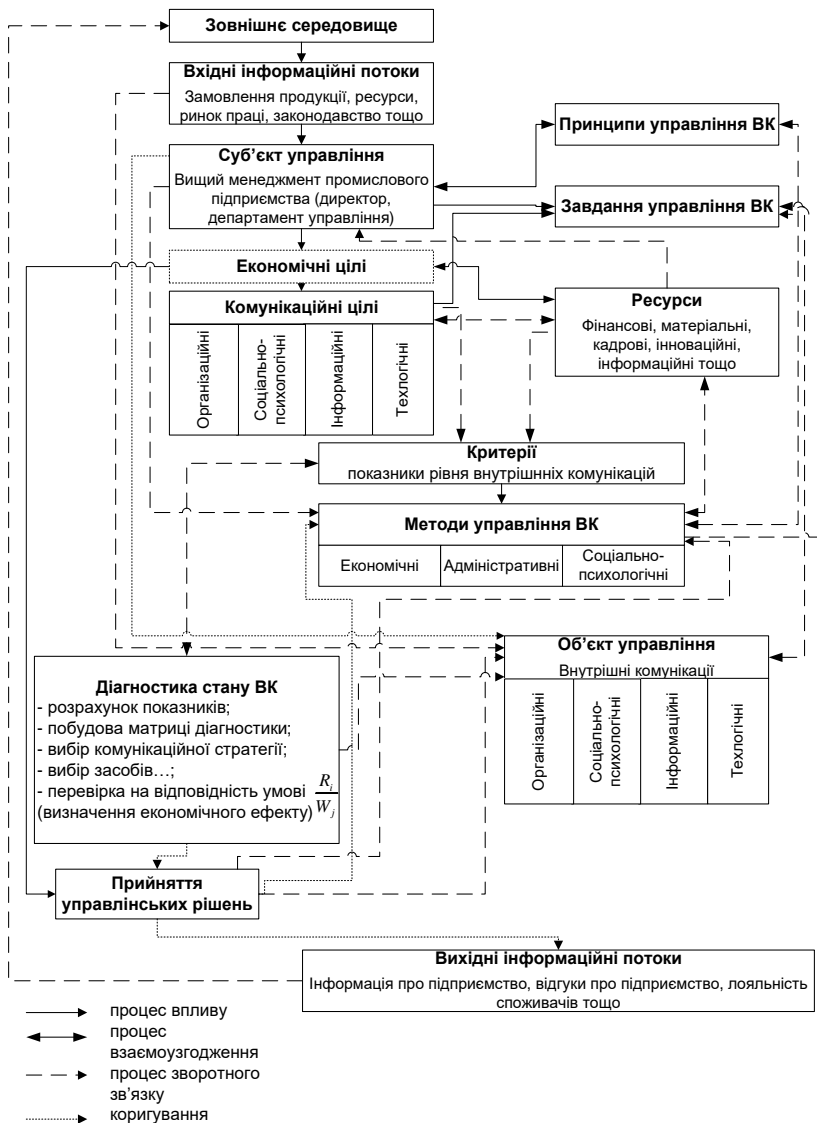 Зовнішнє середовище
Вхідні інформаційні потоки
Замовлення продукції, ресурси,
ринок праці, законодавство тощо
Принципи управління ВК
Суб’єкт управління
Вищий менеджмент промислового
підприємства (директор,
департамент управління)
Завдання управління ВК
Економічні цілі
Комунікаційні цілі
Організаційні
Соціально-
психологічні
Інформаційні
Техлогічні
Ресурси
Фінансові, матеріальні,
кадрові, інноваційні,
інформаційні тощо
Критерії
показники рівня внутрішніх комунікацій
Методи управління ВК
Економічні
Адміністративні
Соціально-
психологічні
Об’єкт управління
Внутрішні комунікації
Організаційні
Соціально-
психологічні
Інформаційні
Техлогічні
Діагностика стану ВК
- розрахунок показників;
- побудова матриці діагностики;
- вибір комунікаційної стратегії;
- вибір засобів...;
- перевірка на відповідність умові R_i/W_j
(визначення економічного ефекту)
Прийняття
управлінських рішень
Вихідні інформаційні потоки
Інформація про підприємство, відгуки про підприємство, лояльність
споживачів тощо
процес впливу
процес
взаємоузгодження
процес зворотного
зв’язку
коригування